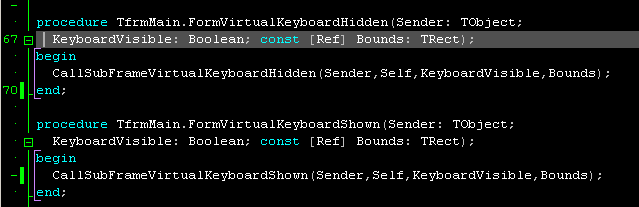 procedure TfrmMain.FormVirtualKeyboardHidden(Sender: TObject;
67 KeyboardVisible: Boolean; const [Ref] Bounds: TRect);
begin
CallSubFrameVirtualKeyboardHidden(Sender,Self,KeyboardVisible,Bounds);
70 end;
procedure TfrmMain.FormVirtualKeyboardShown(Sender: TObject;
KeyboardVisible: Boolean; const [Ref] Bounds: TRect);
begin
CallSubFrameVirtualKeyboardShown(Sender,Self,KeyboardVisible,Bounds);
end;